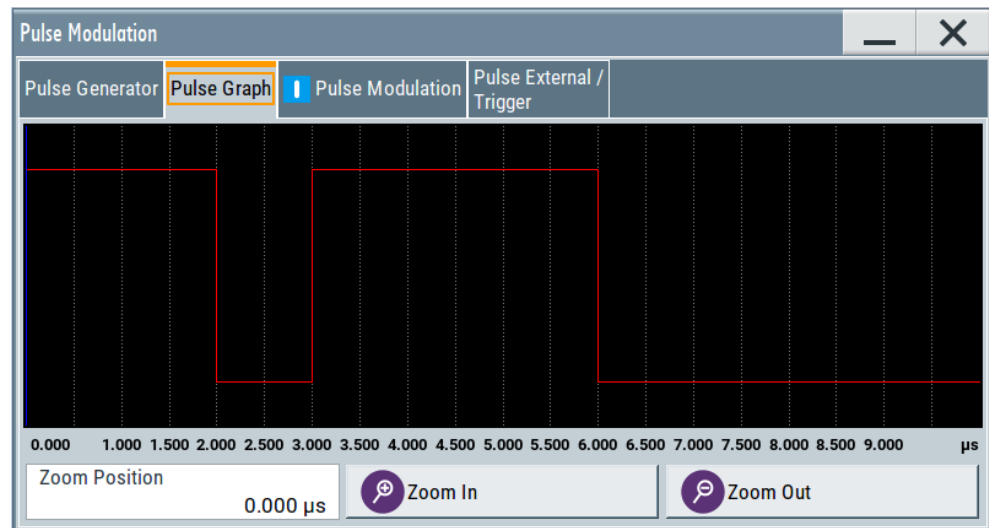 Pulse Modulation
Pulse Generator Pulse Graph Pulse Modulation Pulse External /
Trigger
0.000 1.000 1.500 2.000 2.500 3.000 3.500 4.000 4.500 5.000 5.500 6.000 6.500 7.000 7.500 8.000 8.500 9.000 µs
Zoom Position
0.000 µs Zoom In Zoom Out